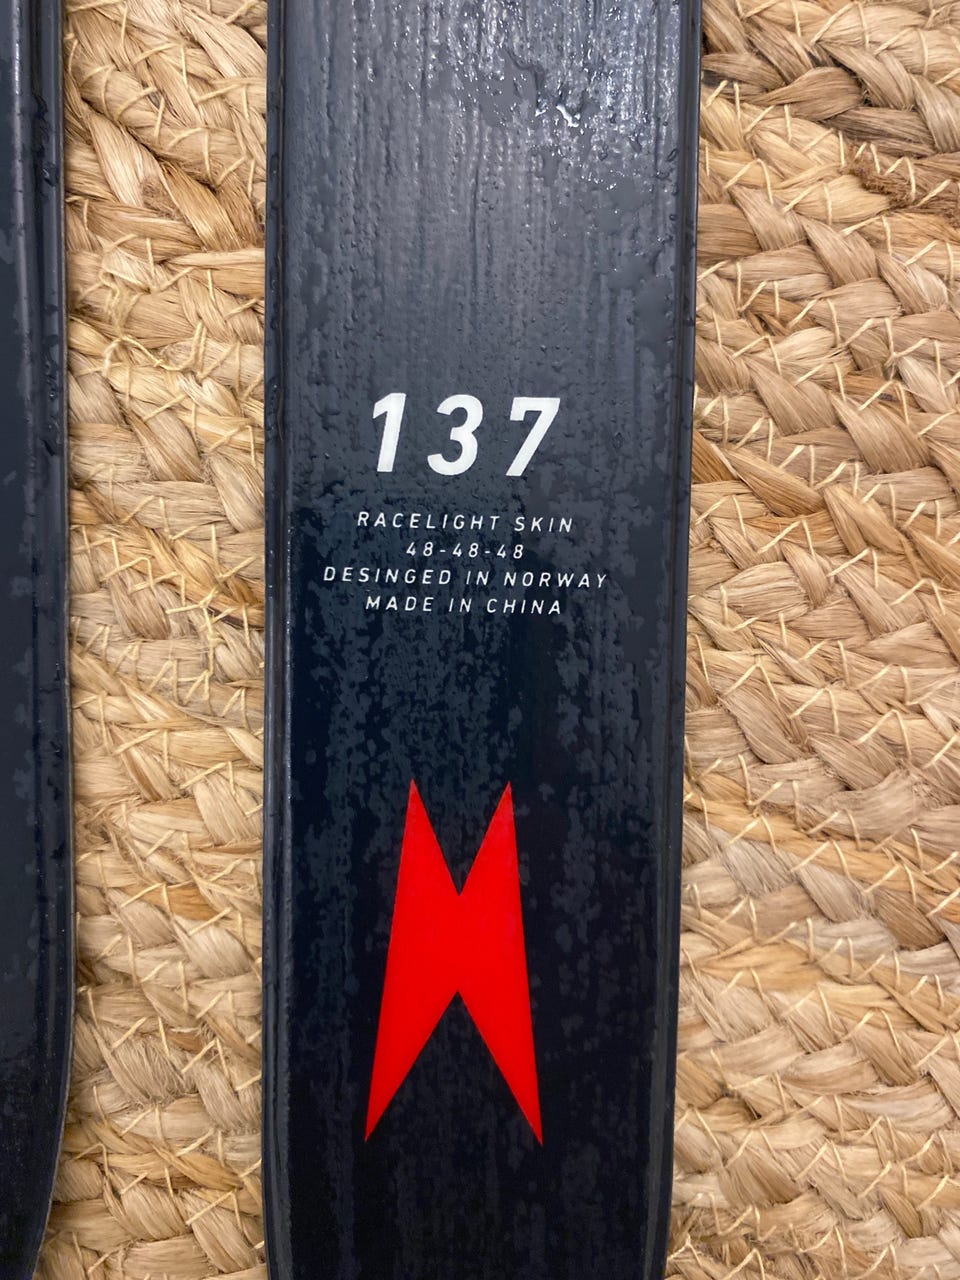 137
RACELIGHT SKIN
48-48-48
DESINGED IN NORWAY
MADE IN CHINA